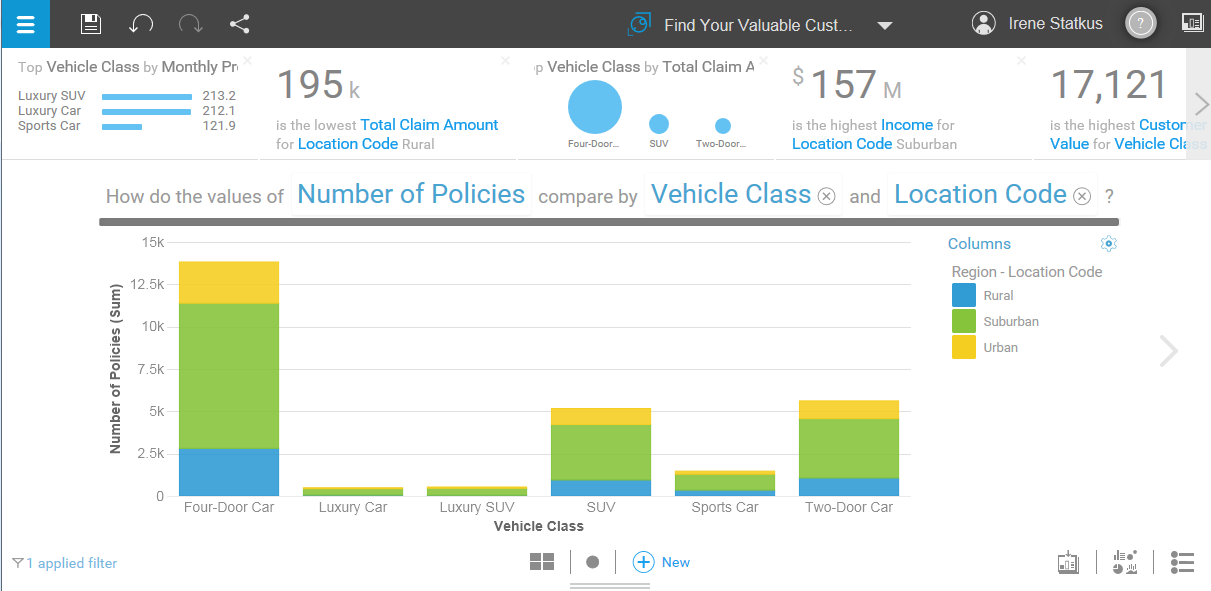 Find Your Valuable Cust...
Irene Statkus
?
Top Vehicle Class by Monthly Pr
Luxury SUV 213.2
Luxury Car 212.1
Sports Car 121.9
195 k
is the lowest Total Claim Amount
for Location Code Rural
p Vehicle Class by Total Claim A
Four-Door... SUV Two-Door...
$ 157 M
is the highest Income for
Location Code Suburban
17,121
is the highest Customer
Value for Vehicle Class
How do the values of Number of Policies compare by Vehicle Class and Location Code ?
15k
12.5k
10k
7.5k
5k
2.5k
0
Number of Policies (Sum)
Four-Door Car Luxury Car Luxury SUV SUV Sports Car Two-Door Car
Vehicle Class
Columns
Region - Location Code
Rural
Suburban
Urban
1 applied filter
New